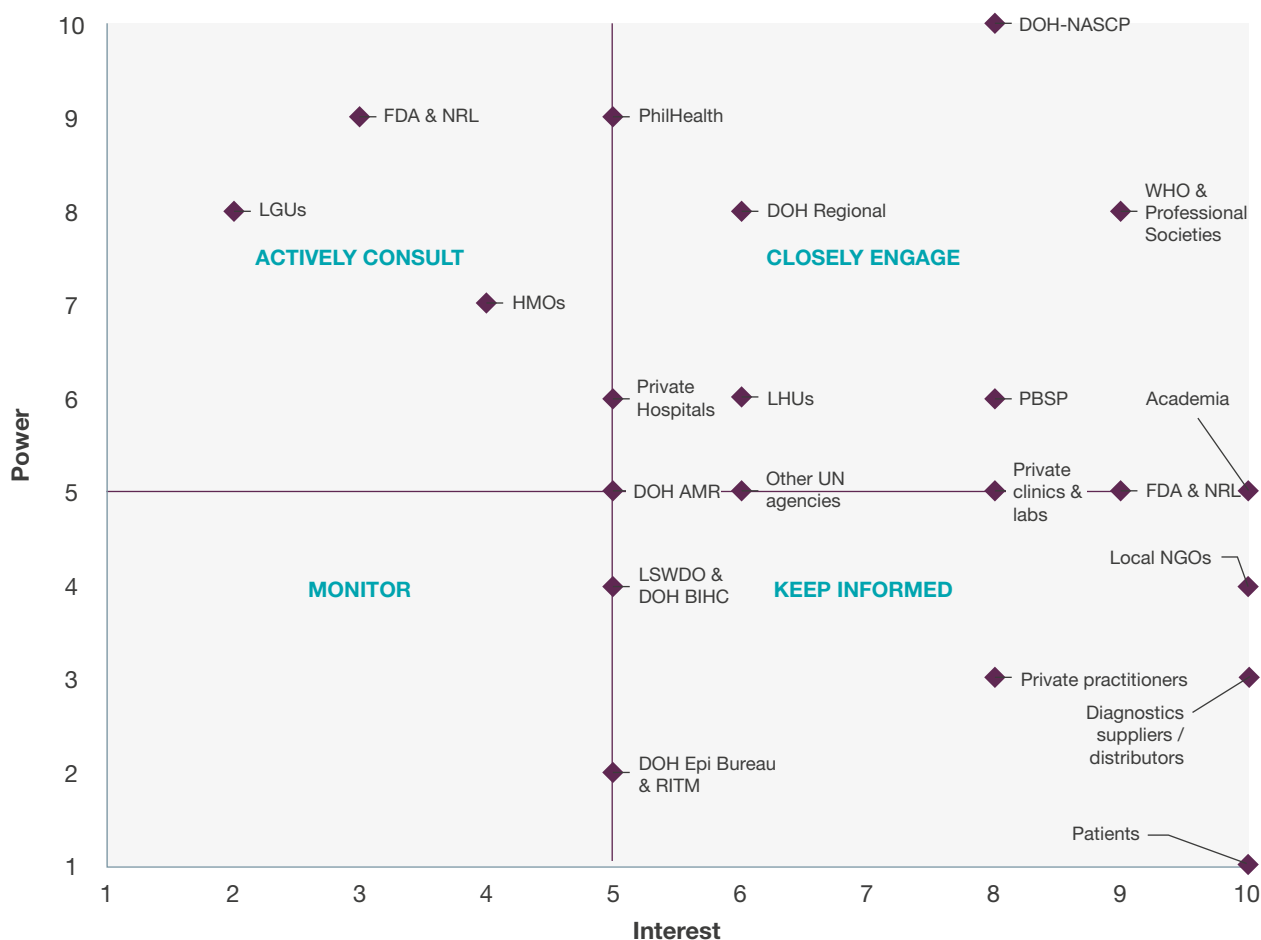 10
DOH-NASCP
9
FDA & NRL
PhilHealth
8
LGUs
DOH Regional
WHO &
Professional
Societies
ACTIVELY CONSULT
CLOSELY ENGAGE
7
HMOs
6
Private
Hospitals
LHUs
PBSP
Academia
Power
5
DOH AMR
Other UN
agencies
Private
clinics &
labs
FDA & NRL
Local NGOs
4
MONITOR
LSWDO &
DOH BIHC
KEEP INFORMED
3
Private practitioners
Diagnostics
suppliers /
distributors
2
DOH Epi Bureau
& RITM
Patients
1
1 2 3 4 5 6 7 8 9 10
Interest